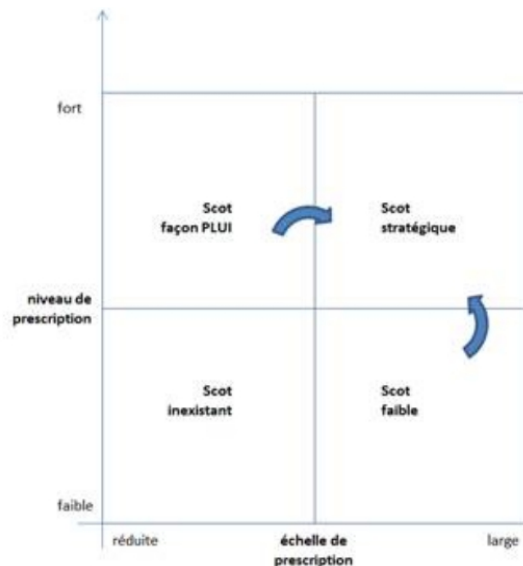 fort
Scot
façon PLUI
Scot
stratégique
niveau de
prescription
Scot
inexistant
Scot
faible
faible
réduite
échelle de
prescription
large